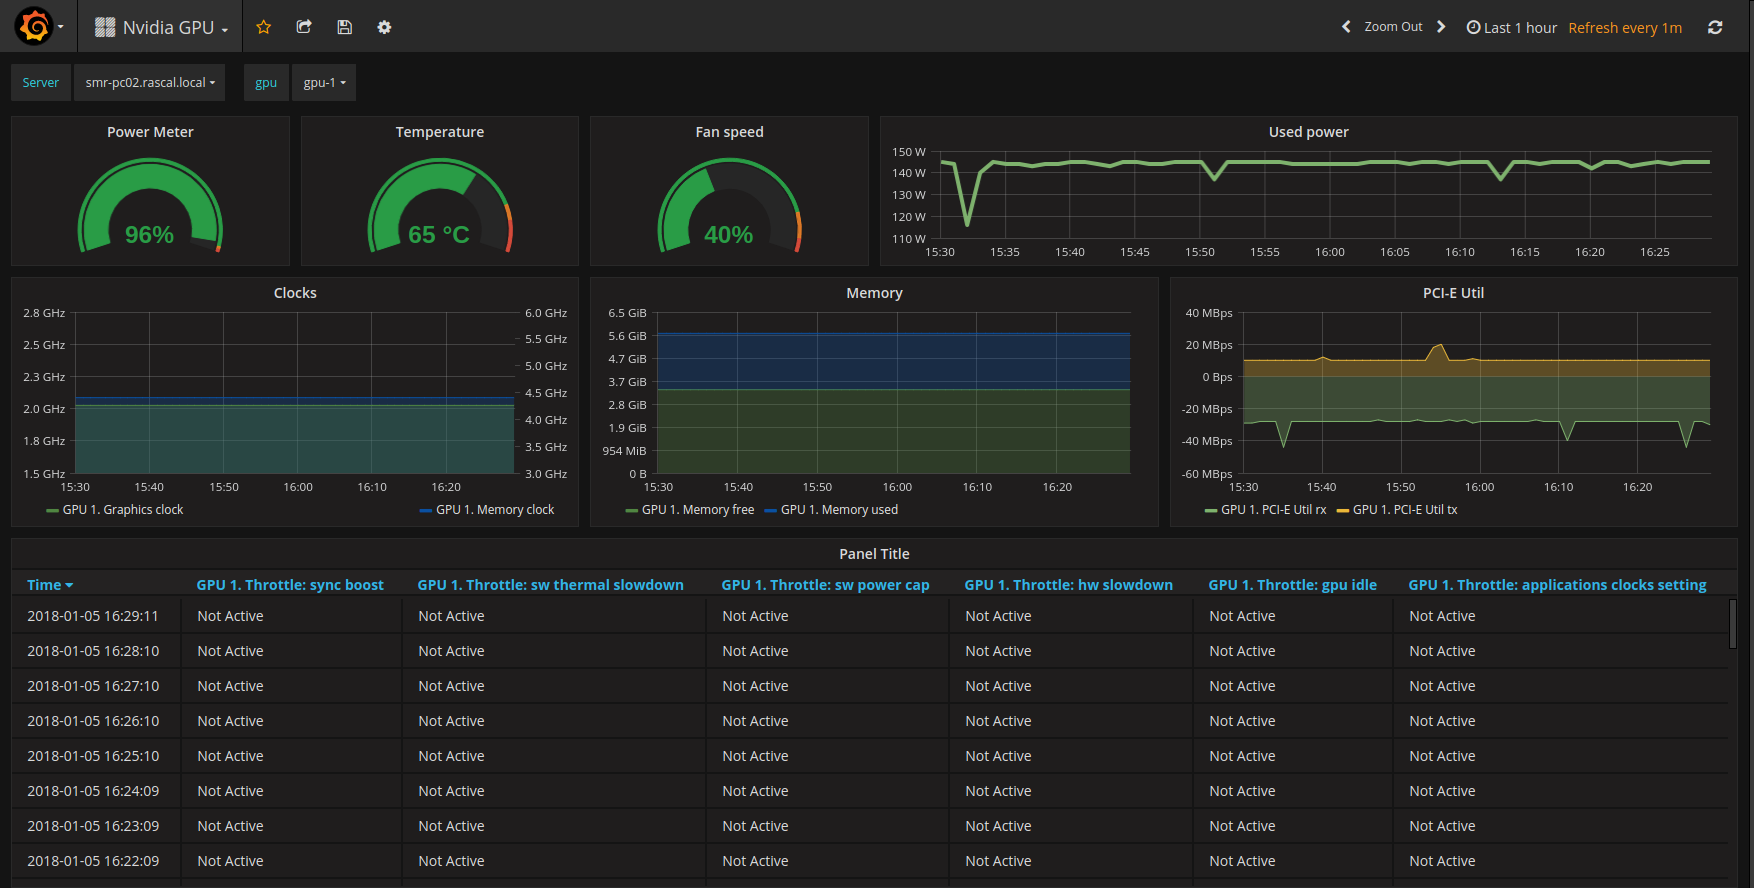 Nvidia GPU
Zoom Out
Last 1 hour
Refresh every 1m
Server
smr-pc02.rascal.local
gpu
gpu-1
Power Meter
96%
Temperature
65 °C
Fan speed
40%
Used power
150 W
140 W
130 W
120 W
110 W
15:30 15:35 15:40 15:45 15:50 15:55 16:00 16:05 16:10 16:15 16:20 16:25
Clocks
2.8 GHz
2.5 GHz
2.3 GHz
2.0 GHz
1.8 GHz
1.5 GHz
6.0 GHz
5.5 GHz
5.0 GHz
4.5 GHz
4.0 GHz
3.5 GHz
3.0 GHz
15:30 15:40 15:50 16:00 16:10 16:20
GPU 1. Graphics clock
GPU 1. Memory clock
Memory
6.5 GiB
5.6 GiB
4.7 GiB
3.7 GiB
2.8 GiB
1.9 GiB
954 MiB
0 B
15:30 15:40 15:50 16:00 16:10 16:20
GPU 1. Memory free GPU 1. Memory used
PCI-E Util
40 MBps
20 MBps
0 Bps
-20 MBps
-40 MBps
-60 MBps
15:30 15:40 15:50 16:00 16:10 16:20
GPU 1. PCI-E Util rx GPU 1. PCI-E Util tx
Panel Title
Time GPU 1. Throttle: sync boost GPU 1. Throttle: sw thermal slowdown GPU 1. Throttle: sw power cap GPU 1. Throttle: hw slowdown GPU 1. Throttle: gpu idle GPU 1. Throttle: applications clocks setting
2018-01-05 16:29:11 Not Active Not Active Not Active Not Active Not Active Not Active
2018-01-05 16:28:10 Not Active Not Active Not Active Not Active Not Active Not Active
2018-01-05 16:27:10 Not Active Not Active Not Active Not Active Not Active Not Active
2018-01-05 16:26:10 Not Active Not Active Not Active Not Active Not Active Not Active
2018-01-05 16:25:10 Not Active Not Active Not Active Not Active Not Active Not Active
2018-01-05 16:24:09 Not Active Not Active Not Active Not Active Not Active Not Active
2018-01-05 16:23:09 Not Active Not Active Not Active Not Active Not Active Not Active
2018-01-05 16:22:09 Not Active Not Active Not Active Not Active Not Active Not Active